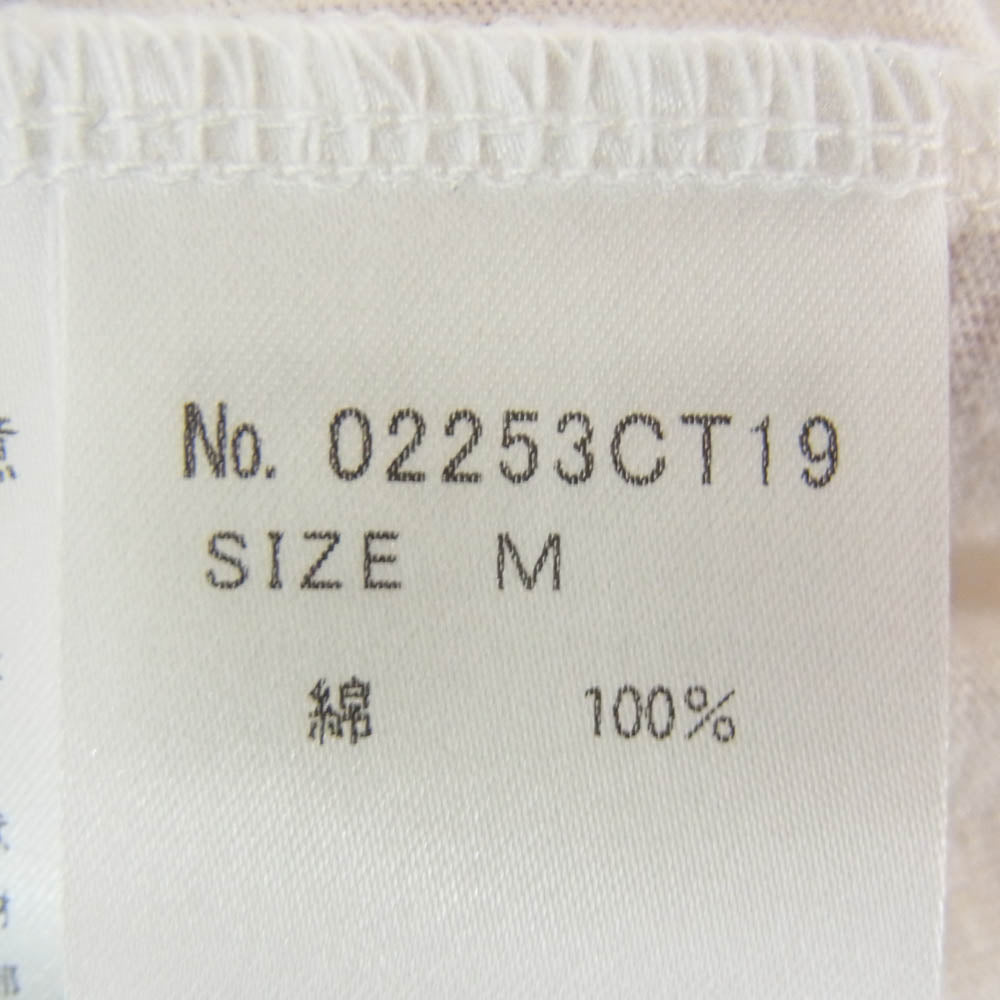 No. 02253CT19
SIZE M
綿 100%